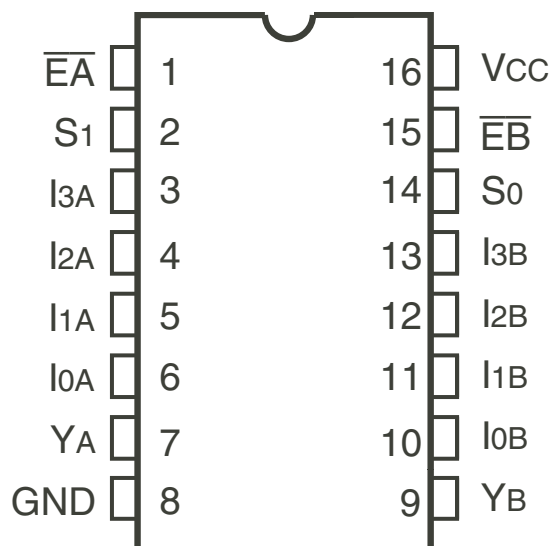 EA 1 16 VCC
S1 2 15 EB
I3A 3 14 S0
I2A 4 13 I3B
I1A 5 12 I2B
I0A 6 11 I1B
YA 7 10 I0B
GND 8 9 YB